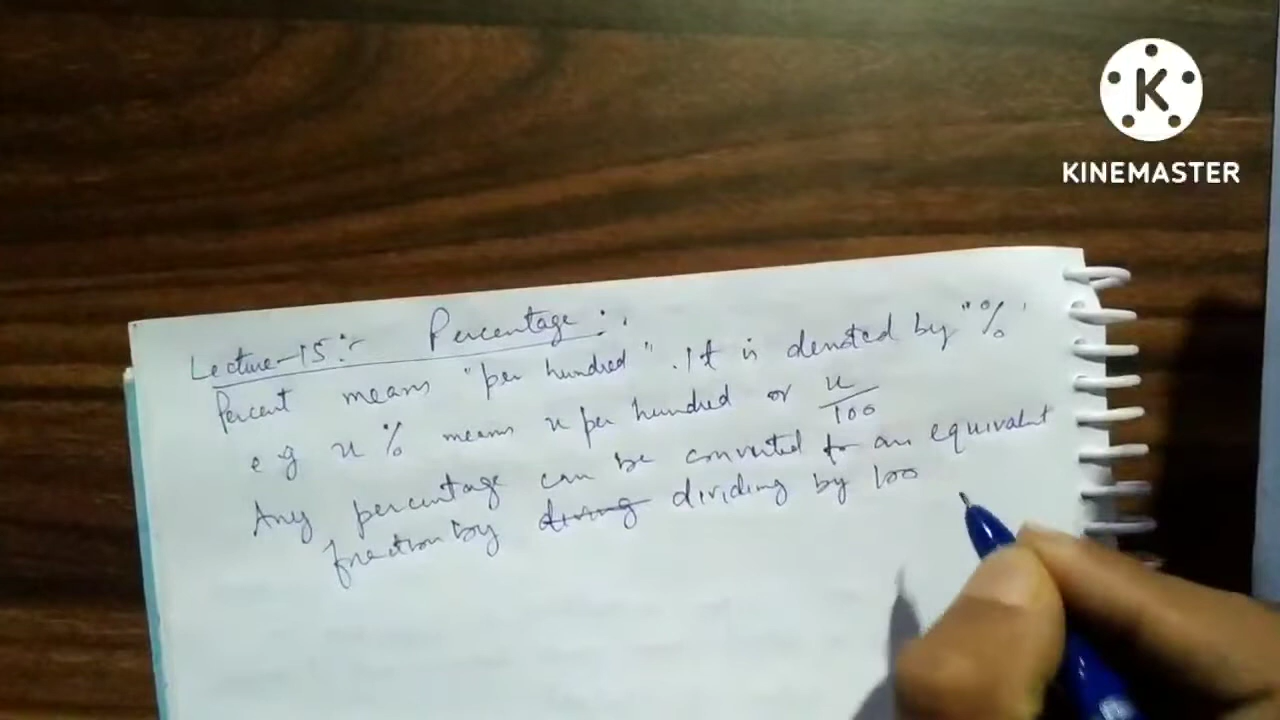 K
KINEMASTER
Lecture-15:- Percentage:.
Percent means "per hundred". It is denoted by "%"
e g x % means x per hundred or x/100
Any percentage can be converted to an equivalent
fraction by dividing by 100